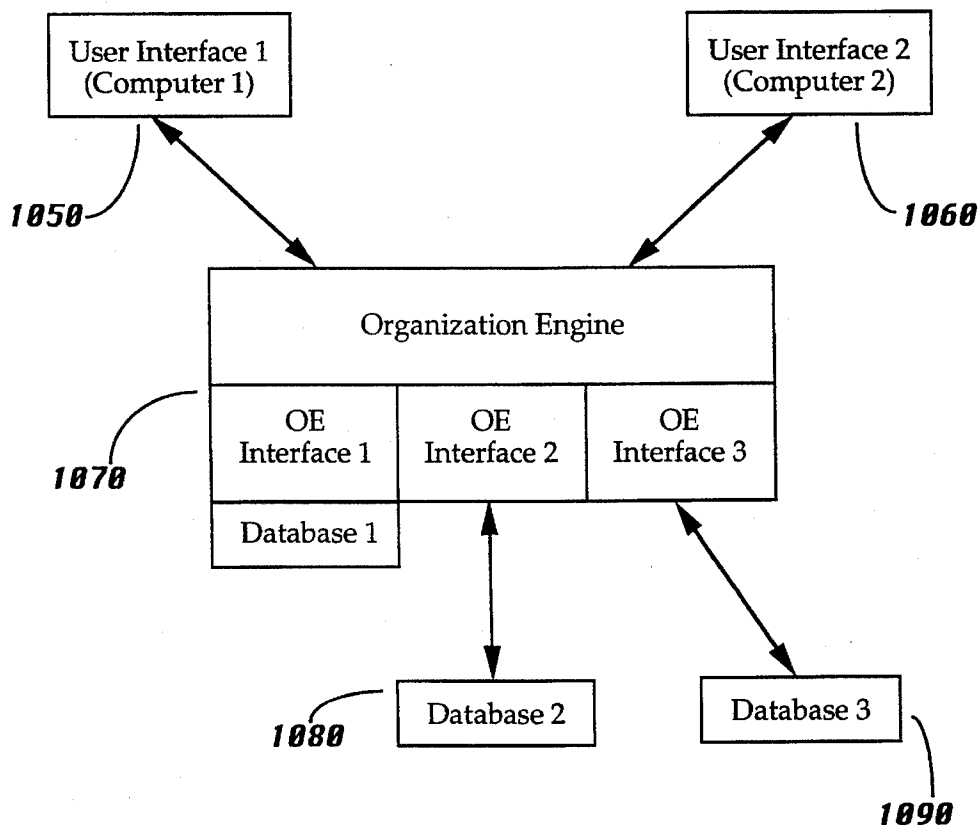 User Interface 1
(Computer 1)
User Interface 2
(Computer 2)
1050
1060
Organization Engine
OE
Interface 1
OE
Interface 2
OE
Interface 3
1070
Database 1
Database 2
Database 3
1080
1090